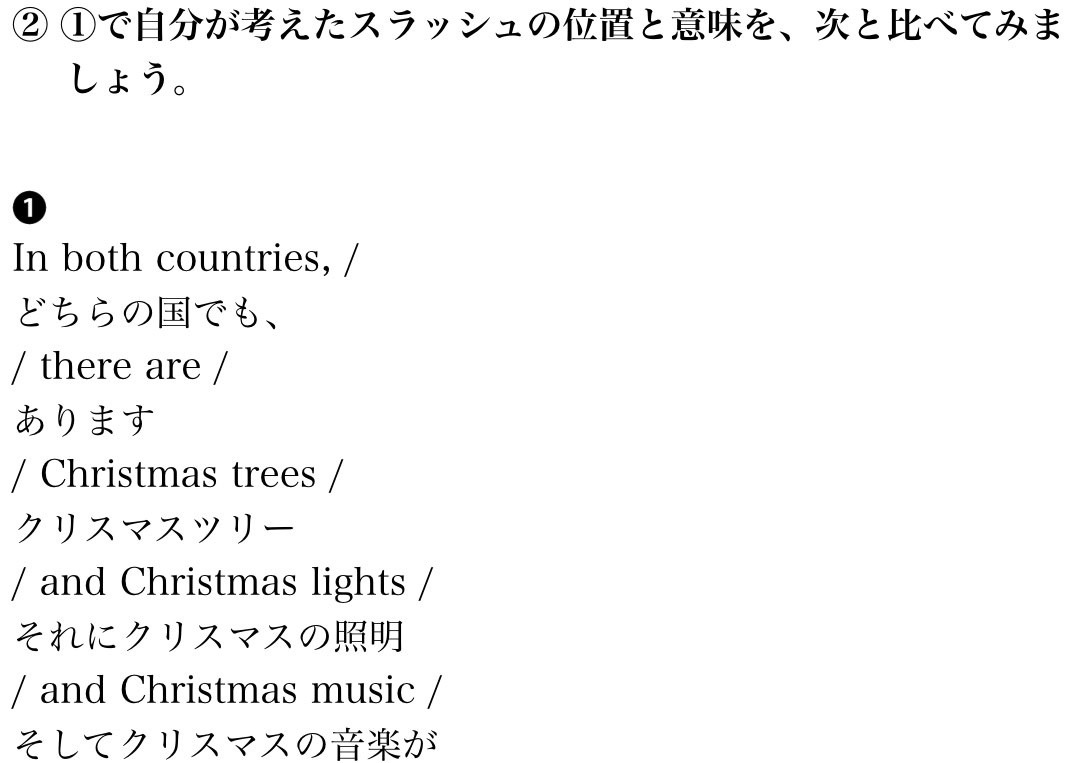 ② ①で自分が考えたスラッシュの位置と意味を、次と比べてみま
しょう。
❶
In both countries, /
どちらの国でも、
/ there are /
あります
/ Christmas trees /
クリスマスツリー
/ and Christmas lights /
それにクリスマスの照明
/ and Christmas music /
そしてクリスマスの音楽が